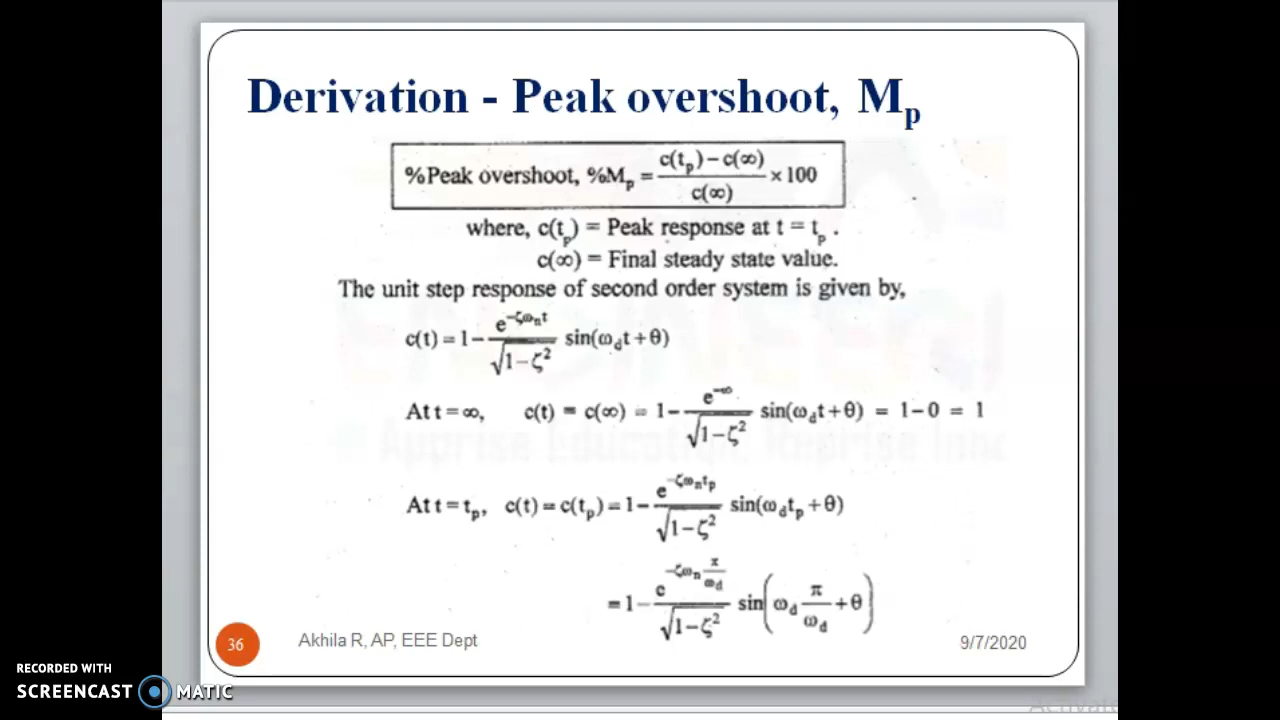 Derivation - Peak overshoot, Mp
%Peak overshoot, %Mp = c(tp) – c(∞) / c(∞) × 100
where, c(tp) = Peak response at t = tp .
c(∞) = Final steady state value.
The unit step response of second order system is given by,
c(t) = 1 – e^(–ζωnt) / √(1–ζ²) sin(ωdt + θ)
At t = ∞, c(t) = c(∞) = 1 – e^(–∞) / √(1–ζ²) sin(ωdt + θ) = 1 – 0 = 1
At t = tp, c(t) = c(tp) = 1 – e^(–ζωntp) / √(1–ζ²) sin(ωdtp + θ)
= 1 – e^(–ζωn π/ωd) / √(1–ζ²) sin(ωd π/ωd + θ)
36 Akhila R, AP, EEE Dept 9/7/2020
RECORDED WITH
SCREENCAST MATIC